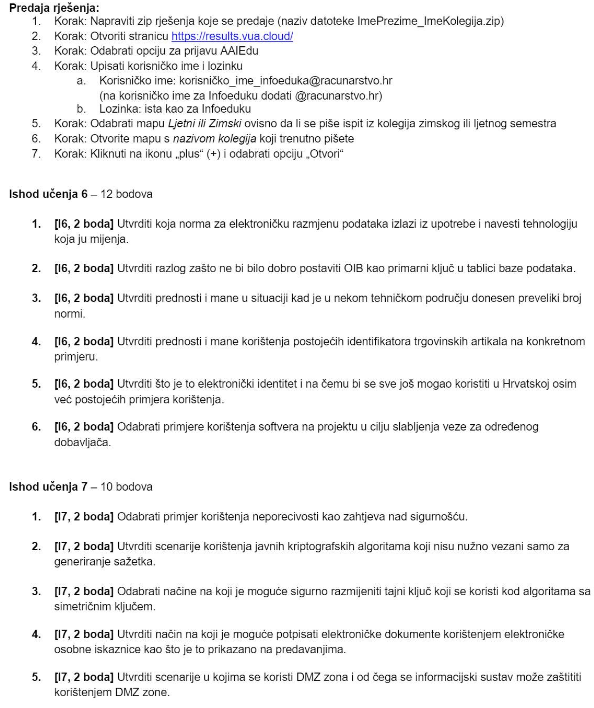 Predaja rješenja:
1. Korak: Napraviti zip rješenja koje se predaje (naziv datoteke ImePrezime_ImeKolegija.zip)
2. Korak: Otvoriti stranicu https://results.vua.cloud/
3. Korak: Odabrati opciju za prijavu AAIEdu
4. Korak: Upisati korisničko ime i lozinku
a. Korisničko ime: korisničko_ime_infoeduka@racunarstvo.hr
(na korisničko ime za Infoeduku dodati @racunarstvo.hr)
b. Lozinka: ista kao za Infoeduku
5. Korak: Odabrati mapu Ljetni ili Zimski ovisno da li se piše ispit iz kolegija zimskog ili ljetnog semestra
6. Korak: Otvorite mapu s nazivom kolegija koji trenutno pišete
7. Korak: Kliknuti na ikonu „plus“ (+) i odabrati opciju „Otvori“
Ishod učenja 6 – 12 bodova
1. [I6, 2 boda] Utvrditi koja norma za elektroničku razmjenu podataka izlazi iz upotrebe i navesti tehnologiju
koja ju mijenja.
2. [I6, 2 boda] Utvrditi razlog zašto ne bi bilo dobro postaviti OIB kao primarni ključ u tablici baze podataka.
3. [I6, 2 boda] Utvrditi prednosti i mane u situaciji kad je u nekom tehničkom području donesen preveliki broj
normi.
4. [I6, 2 boda] Utvrditi prednosti i mane korištenja postojećih identifikatora trgovinskih artikala na konkretnom
primjeru.
5. [I6, 2 boda] Utvrditi što je to elektronički identitet i na čemu bi se sve još mogao koristiti u Hrvatskoj osim
već postojećih primjera korištenja.
6. [I6, 2 boda] Odabrati primjere korištenja softvera na projektu u cilju slabljenja veze za određenog
dobavljača.
Ishod učenja 7 – 10 bodova
1. [I7, 2 boda] Odabrati primjer korištenja neporecivosti kao zahtjeva nad sigurnošću.
2. [I7, 2 boda] Utvrditi scenarije korištenja javnih kriptografskih algoritama koji nisu nužno vezani samo za
generiranje sažetka.
3. [I7, 2 boda] Odabrati načine na koji je moguće sigurno razmijeniti tajni ključ koji se koristi kod algoritama sa
simetričnim ključem.
4. [I7, 2 boda] Utvrditi način na koji je moguće potpisati elektroničke dokumente korištenjem elektroničke
osobne iskaznice kao što je to prikazano na predavanjima.
5. [I7, 2 boda] Utvrditi scenarije u kojima se koristi DMZ zona i od čega se informacijski sustav može zaštititi
korištenjem DMZ zone.